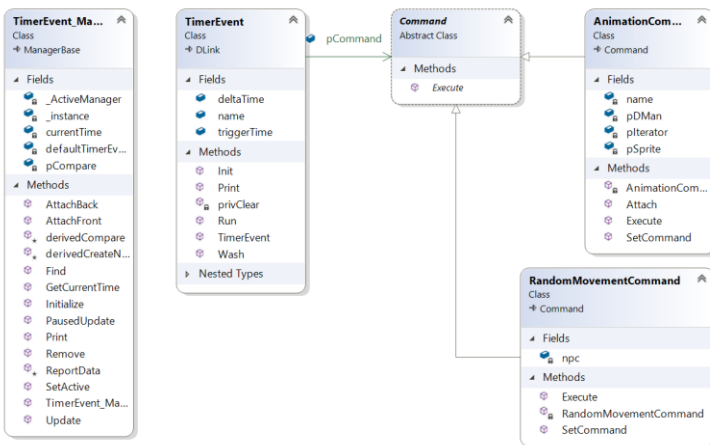 TimerEvent_Ma...
Class
ManagerBase
Fields
_ActiveManager
_instance
currentTime
defaultTimerEv...
pCompare
Methods
AttachBack
AttachFront
derivedCompare
derivedCreateN...
Find
GetCurrentTime
Initialize
PausedUpdate
Print
Remove
ReportData
SetActive
TimerEvent_Ma...
Update
TimerEvent
Class
DLink
Fields
deltaTime
name
triggerTime
Methods
Init
Print
privClear
Run
TimerEvent
Wash
Nested Types
pCommand
Command
Abstract Class
Methods
Execute
AnimationCom...
Class
Command
Fields
name
pDMan
pIterator
pSprite
Methods
AnimationCom...
Attach
Execute
SetCommand
RandomMovementCommand
Class
Command
Fields
npc
Methods
Execute
RandomMovementCommand
SetCommand